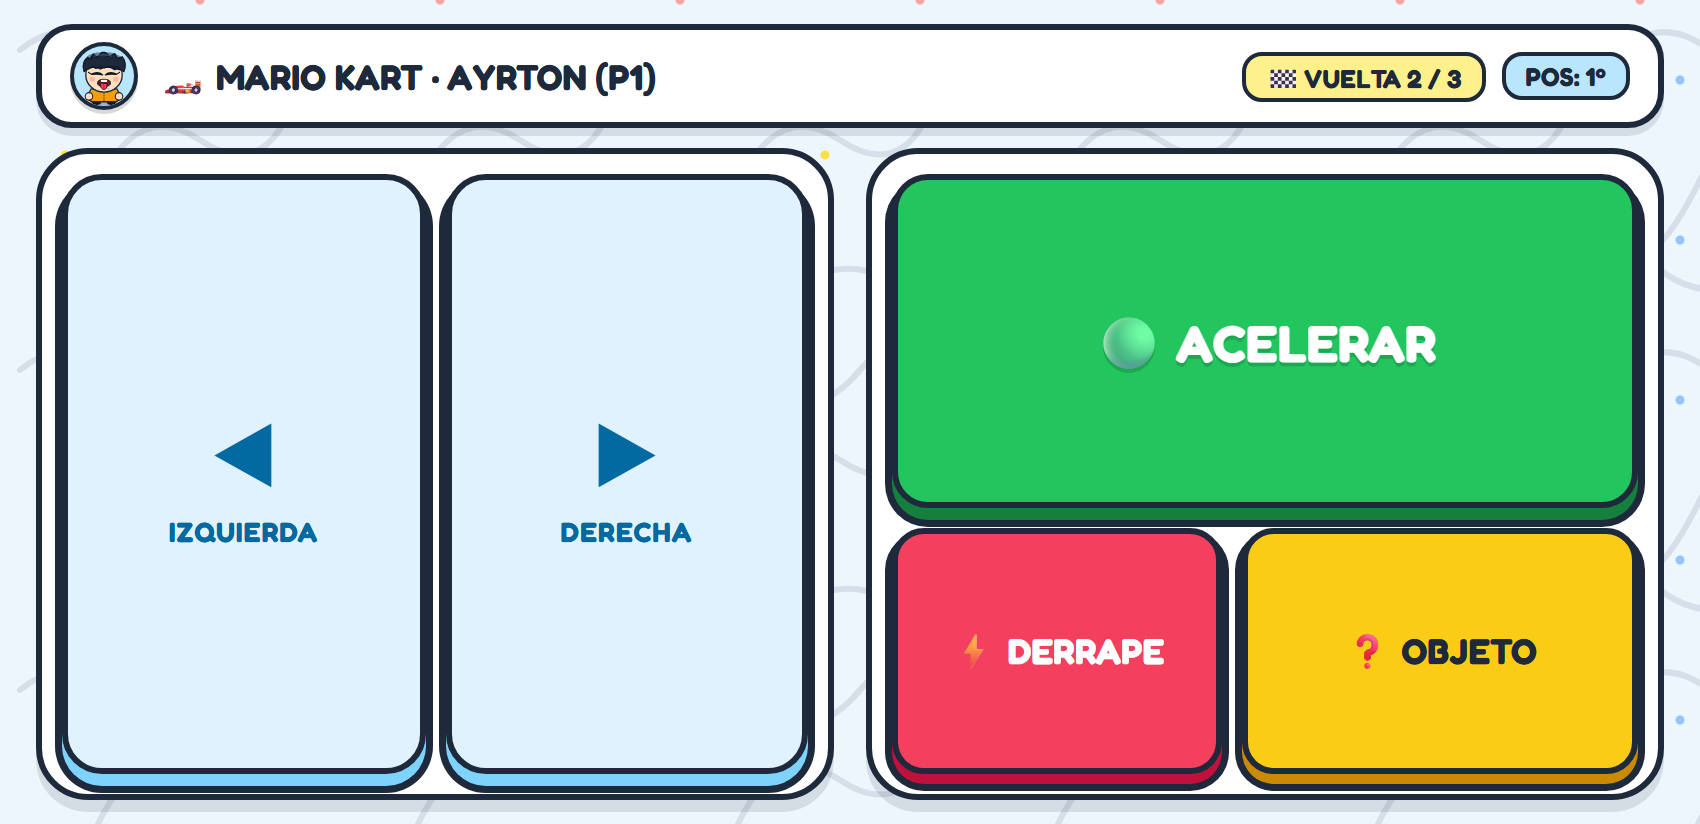 MARIO KART · AYRTON (P1)
VUELTA 2 / 3
POS: 1º
IZQUIERDA
DERECHA
ACELERAR
DERRAPE
OBJETO